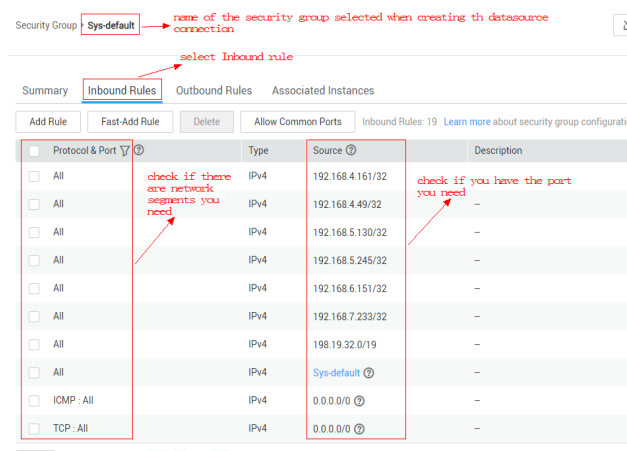 Security Group › Sys-default
name of the security group selected when creating th datasource
connection
select Inbound rule
Summary Inbound Rules Outbound Rules Associated Instances
Add Rule Fast-Add Rule Delete Allow Common Ports Inbound Rules: 19 Learn more about security group configurati
Protocol & Port Type Source Description
All IPv4 192.168.4.161/32
check if there
are network
segments you
need
check if you have the port
you need
All IPv4 192.168.4.49/32 --
All IPv4 192.168.5.130/32 --
All IPv4 192.168.5.245/32 --
All IPv4 192.168.6.151/32 --
All IPv4 192.168.7.233/32 --
All IPv4 198.19.32.0/19 --
All IPv4 Sys-default --
ICMP : All IPv4 0.0.0.0/0 --
TCP : All IPv4 0.0.0.0/0 --